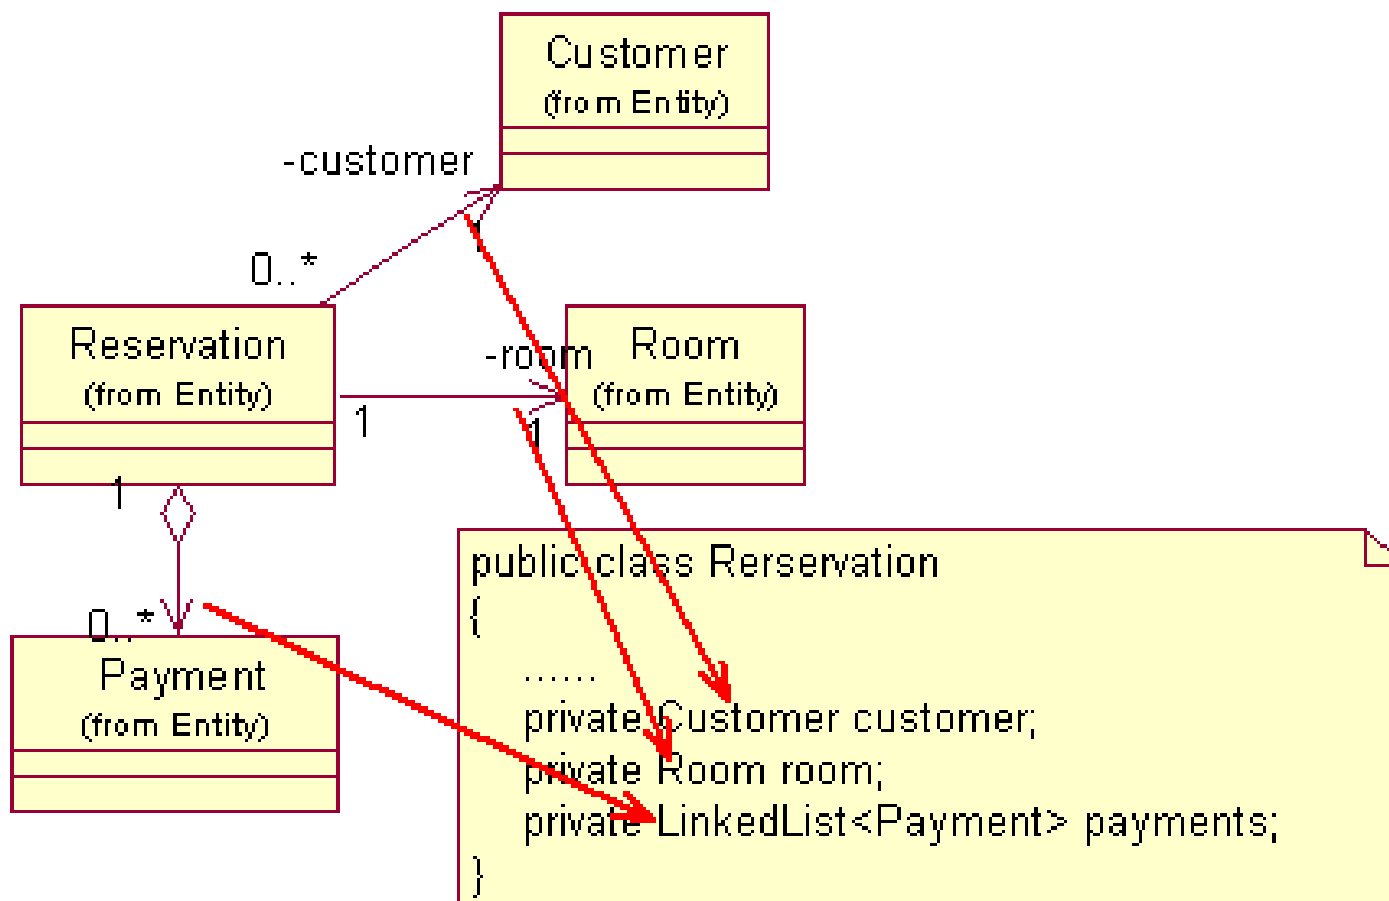 Customer
(from Entity)
-customer
1
0..*
Reservation
(from Entity)
-room
Room
(from Entity)
1
1
1
0..*
Payment
(from Entity)
public class Rerservation
{
......
private Customer customer;
private Room room;
private LinkedList<Payment> payments;
}